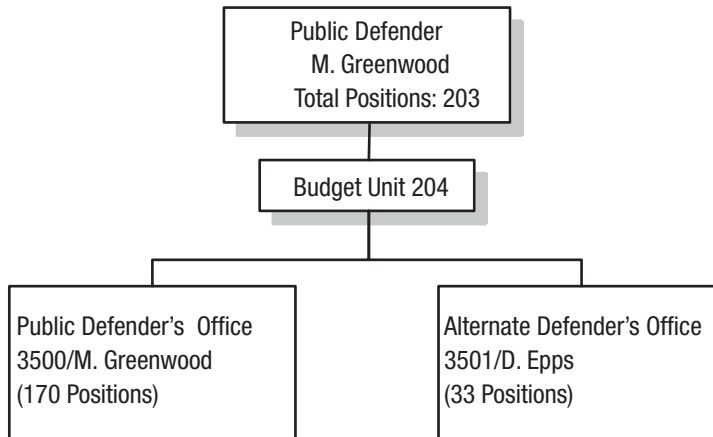 Public Defender
M. Greenwood
Total Positions: 203
Budget Unit 204
Public Defender’s Office
3500/M. Greenwood
(170 Positions)
Alternate Defender’s Office
3501/D. Epps
(33 Positions)